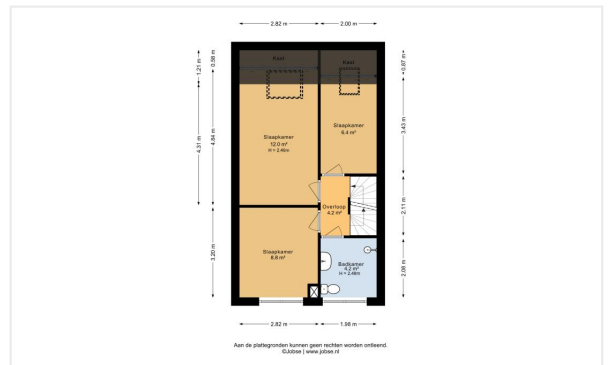 2.82 m
2.00 m
1.21 m
0.58 m
0.87 m
Kast
Kast
Slaapkamer
6.4 m²
Slaapkamer
12.0 m²
H = 2.49m
4.31 m
4.84 m
3.43 m
Overloop
4.2 m²
2.11 m
Slaapkamer
8.8 m²
Badkamer
4.2 m²
H = 2.48m
3.20 m
2.08 m
2.82 m
1.98 m
Aan de plattegronden kunnen geen rechten worden ontleend.
©Jobse | www.jobse.nl